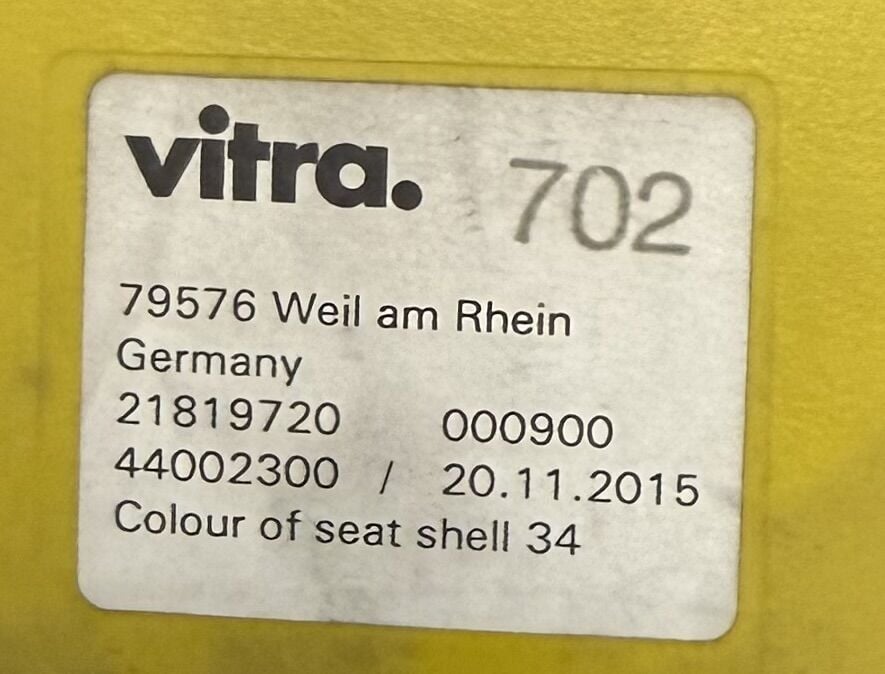 vitra. 702
79576 Weil am Rhein
Germany
21819720 000900
44002300 / 20.11.2015
Colour of seat shell 34